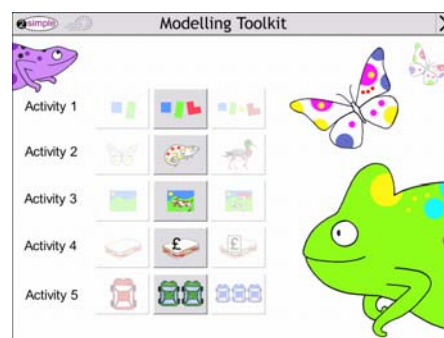 2simple
Modelling Toolkit
X
Activity 1
Activity 2
Activity 3
Activity 4
£
£
Activity 5